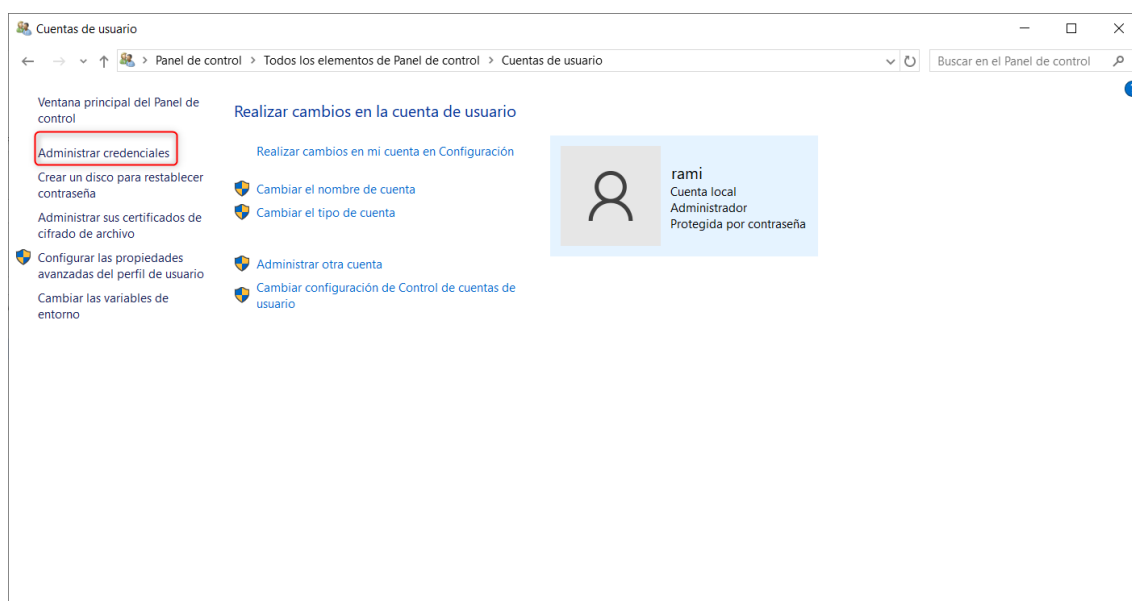 Cuentas de usuario
Panel de control > Todos los elementos de Panel de control > Cuentas de usuario
Buscar en el Panel de control
Ventana principal del Panel de
control
Administrar credenciales
Crear un disco para restablecer
contraseña
Administrar sus certificados de
cifrado de archivo
Configurar las propiedades
avanzadas del perfil de usuario
Cambiar las variables de
entorno
Realizar cambios en la cuenta de usuario
Realizar cambios en mi cuenta en Configuración
Cambiar el nombre de cuenta
Cambiar el tipo de cuenta
Administrar otra cuenta
Cambiar configuración de Control de cuentas de
usuario
rami
Cuenta local
Administrador
Protegida por contraseña